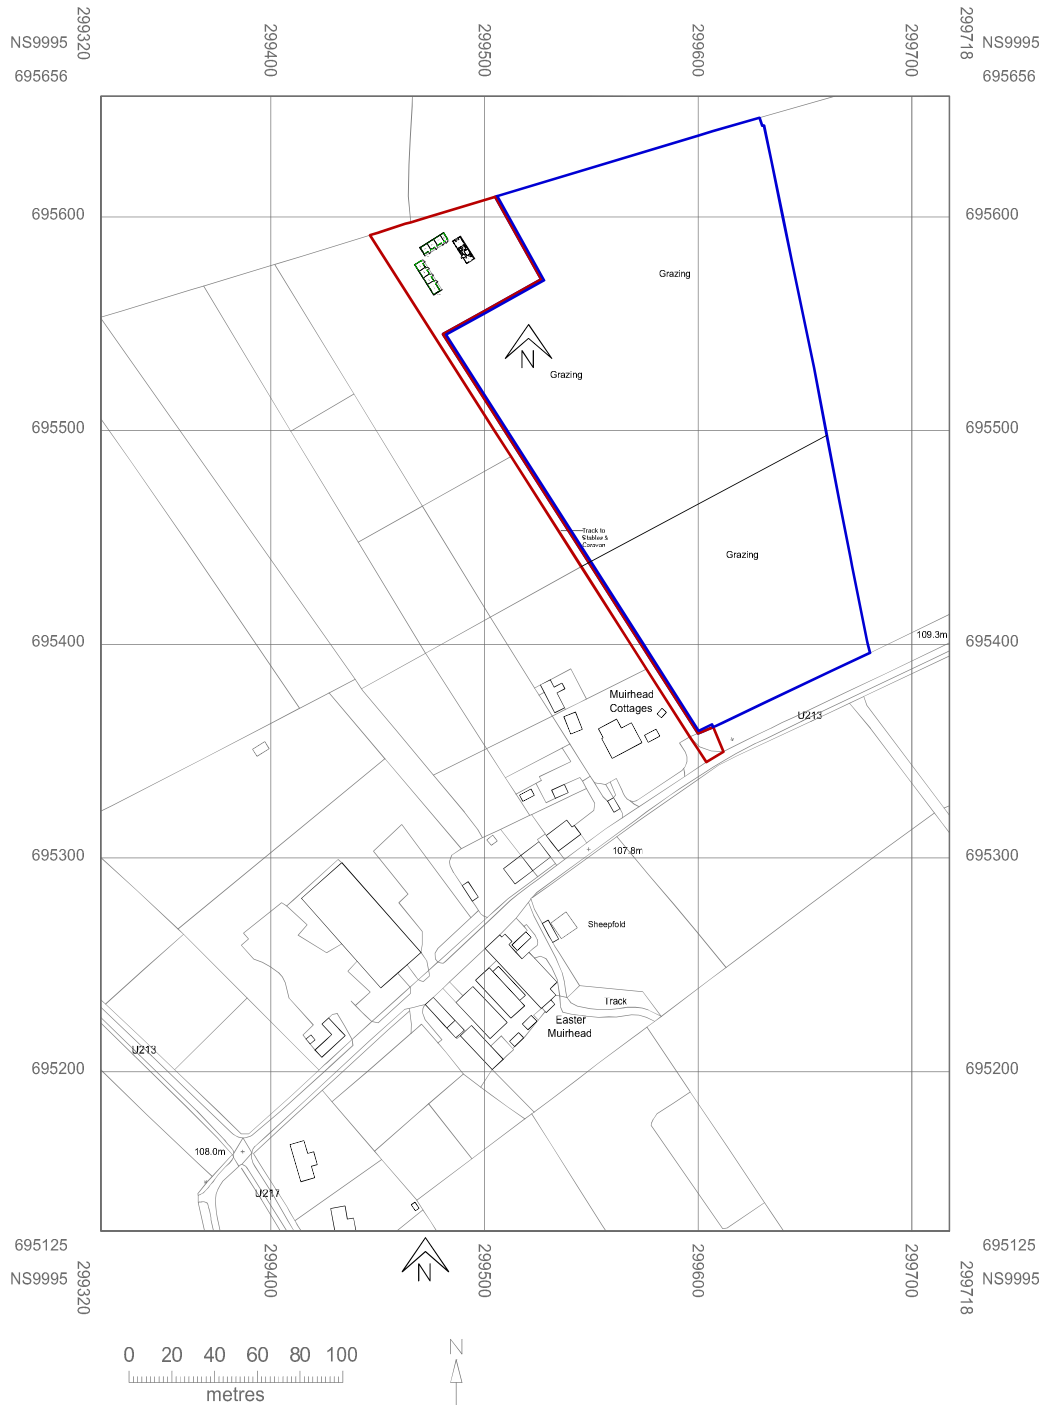 299320
299400
299500
299600
299700
299718
NS9995
NS9995
695656
695656
695600
695600
Grazing
N
Grazing
695500
695500
Track to
Stables &
Caravan
Grazing
695400
695400
109.3m
Muirhead
Cottages
U213
695300
695300
107.8m
Sheepfold
Track
Easter
Muirhead
U213
695200
695200
108.0m
U217
695125
695125
NS9995
NS9995
299320
299400
299500
299600
299700
299718
N
N
0 20 40 60 80 100
metres